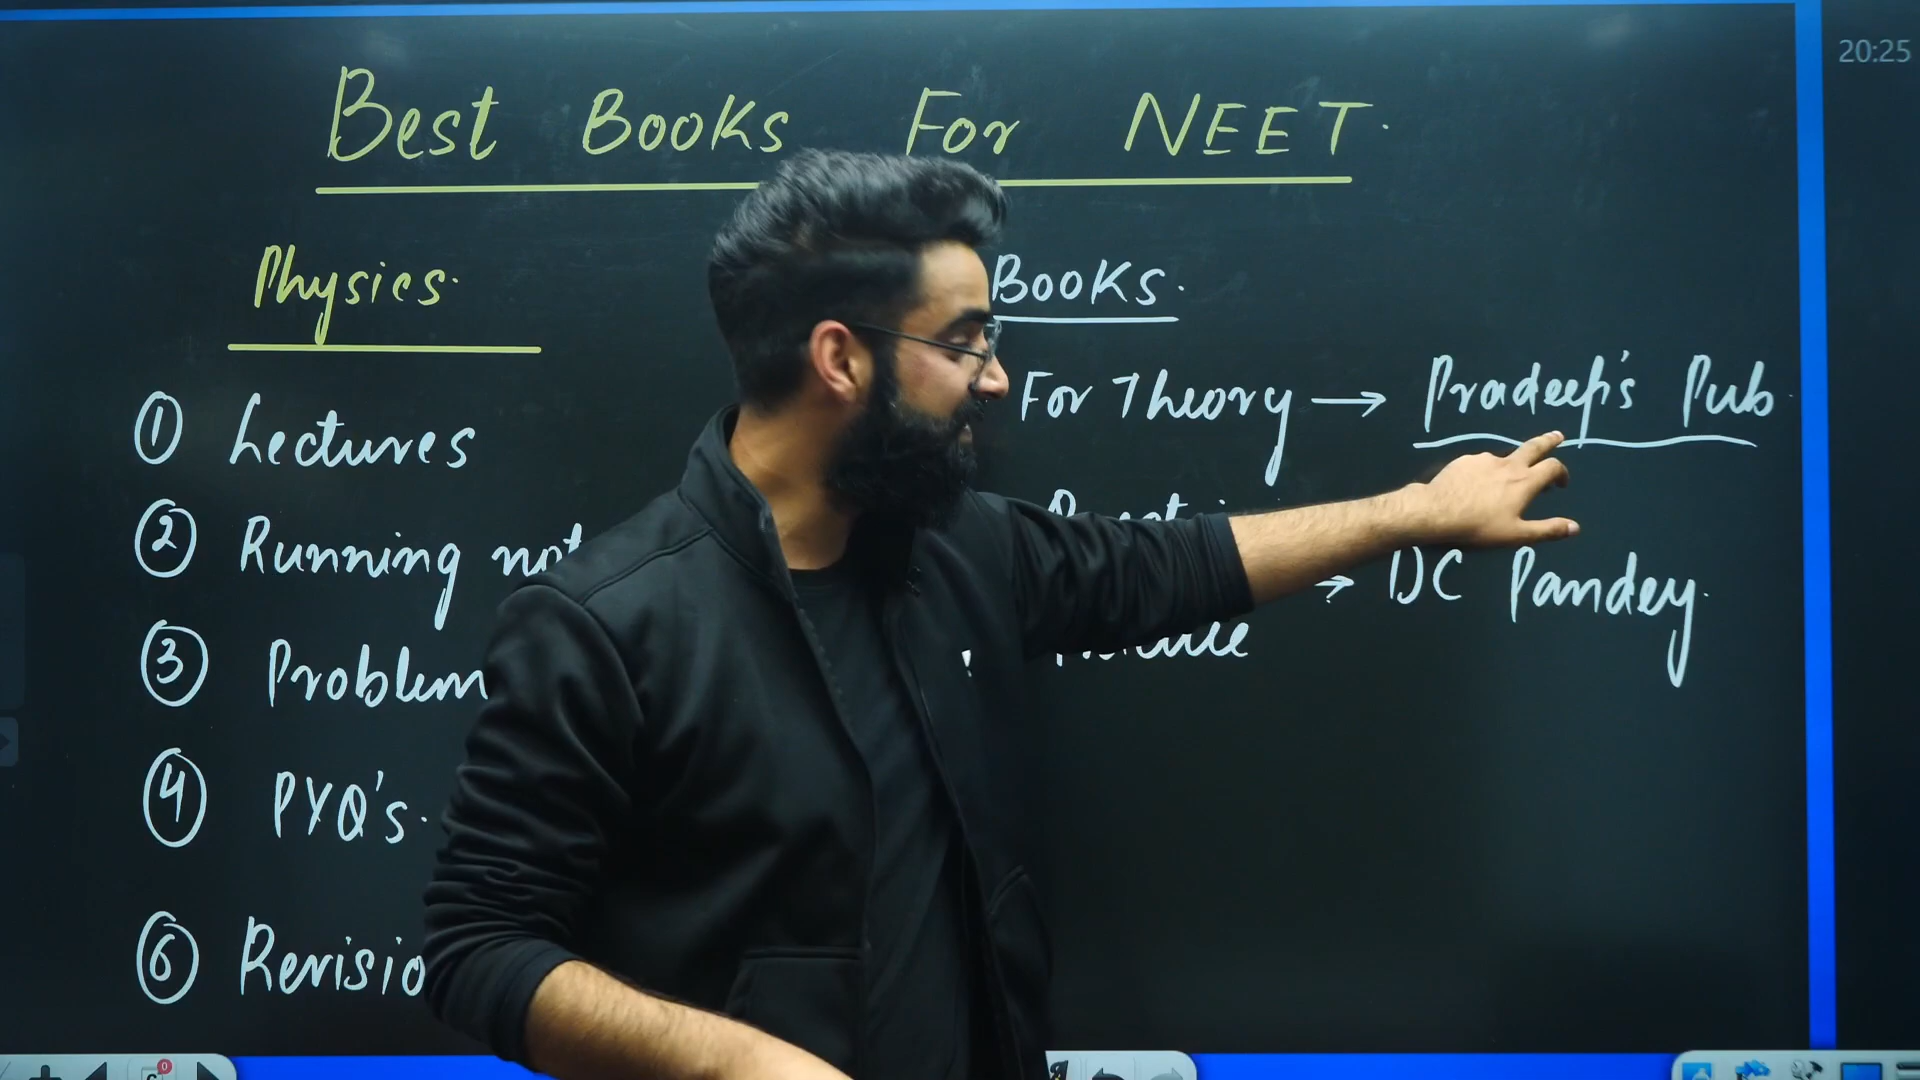 20:25
Best Books For NEET.
Physics.
Books.
① Lectures
For Theory → Pradeep's Pub.
② Running
→ DC Pandey.
③ Problem
④ PYQ's.
⑥